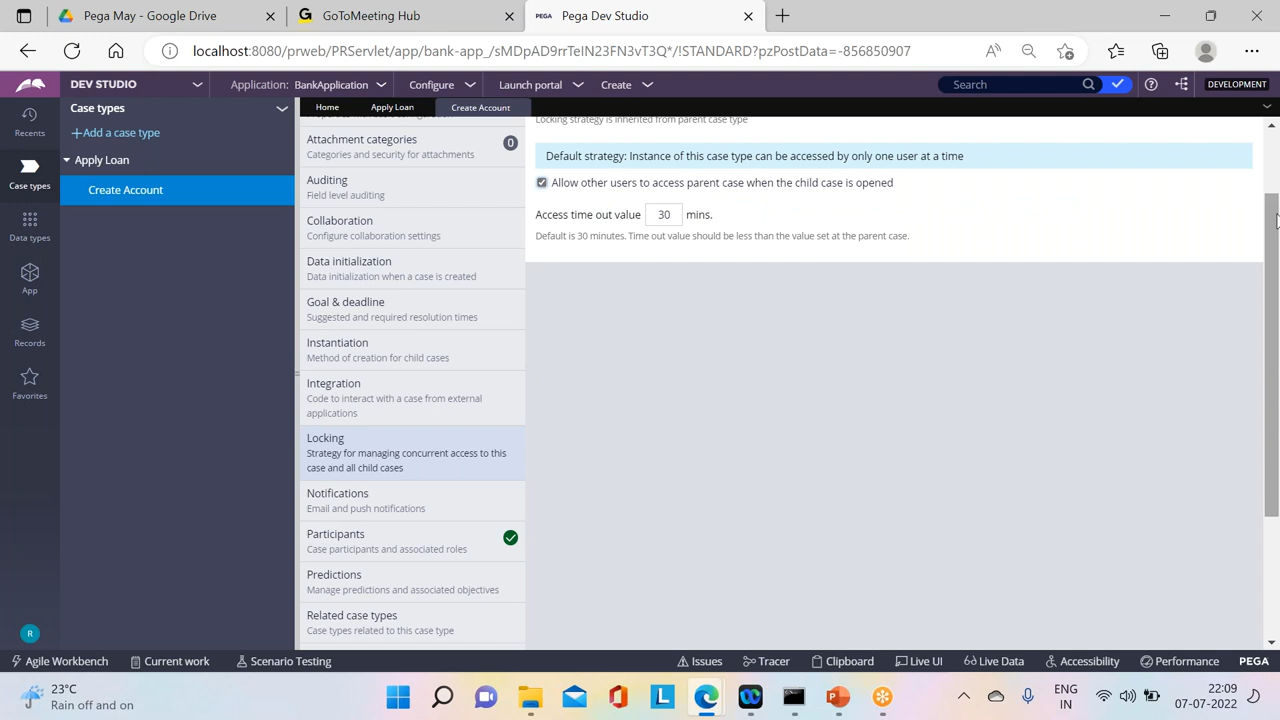 Maya P5 - Google Drive
Pegasystems Hub
PEGA Pega Dev Studio
localhost:8080/prweb/PRServlet/app/bank-app_/sMDpAD9rrTeIN23FN3vT3Q*/!STANDARD?pzPostData=-856850907
DEV STUDIO
Application: BankApplication
Configure
Launch portal
Create
Search
DEVELOPMENT
Case types
Home
Apply Loan
Create Account
Recents
Case types
Data types
App
Records
Favorites
R
+Add a case type
Apply Loan
Create Account
Attachment categories
0
Categories and security for attachments
Auditing
Field level auditing
Collaboration
Configure collaboration settings
Data initialization
Data initialization when a case is created
Goal & deadline
Suggested and required resolution times
Instantiation
Method of creation for child cases
Integration
Code to interact with a case from external
applications
Locking
Strategy for managing concurrent access to this
case and all child cases
Notifications
Email and push notifications
Participants
Case participants and associated roles
Predictions
Manage predictions and associated objectives
Related case types
Case types related to this case type
Locking strategy is inherited from parent case type
Default strategy: Instance of this case type can be accessed by only one user at a time
Allow other users to access parent case when the child case is opened
Access time out value 30 mins.
Default is 30 minutes. Time out value should be less than the value set at the parent case.
Agile Workbench
Current work
Scenario Testing
Issues
Tracer
Clipboard
Live UI
Live Data
Accessibility
Performance
PEGA
23°C
Rain off and on
ENG
IN
22:09
07-07-2022